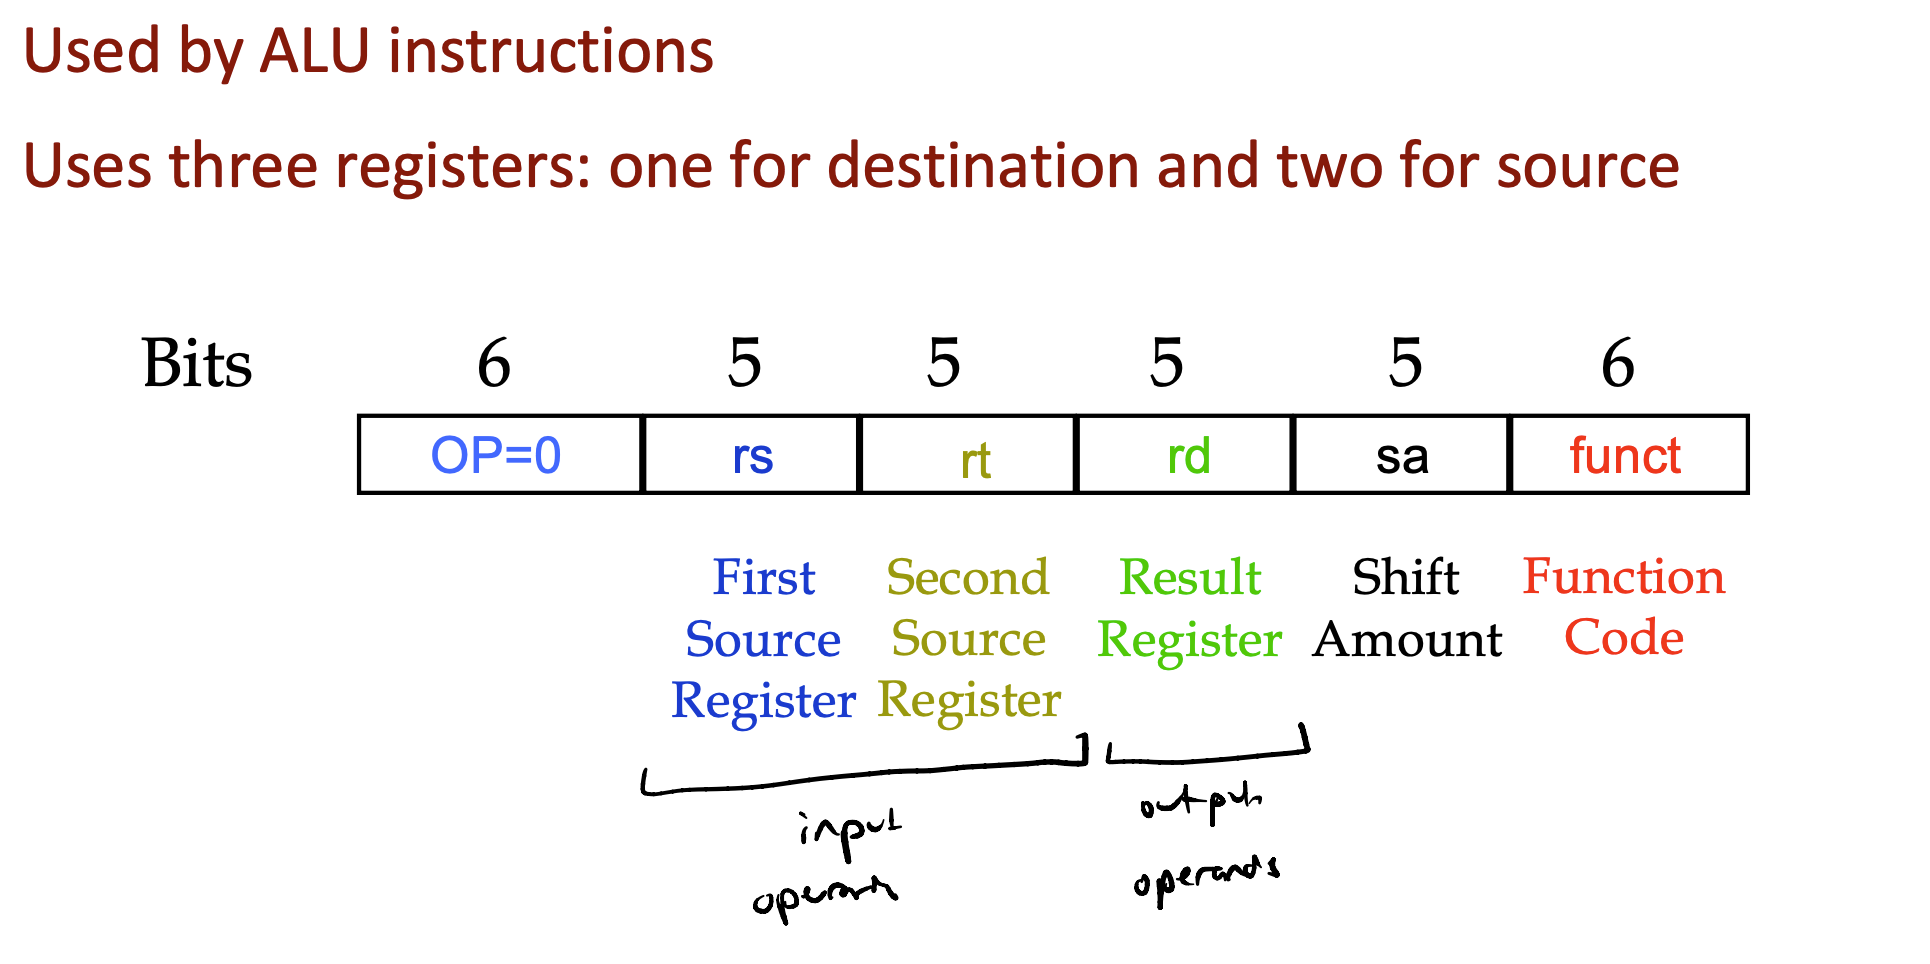 Used by ALU instructions
Uses three registers: one for destination and two for source
Bits 6 5 5 5 5 6
OP=0 rs rt rd sa funct
First Second Result Shift Function
Source Source Register Amount Code
Register Register
input output
operands